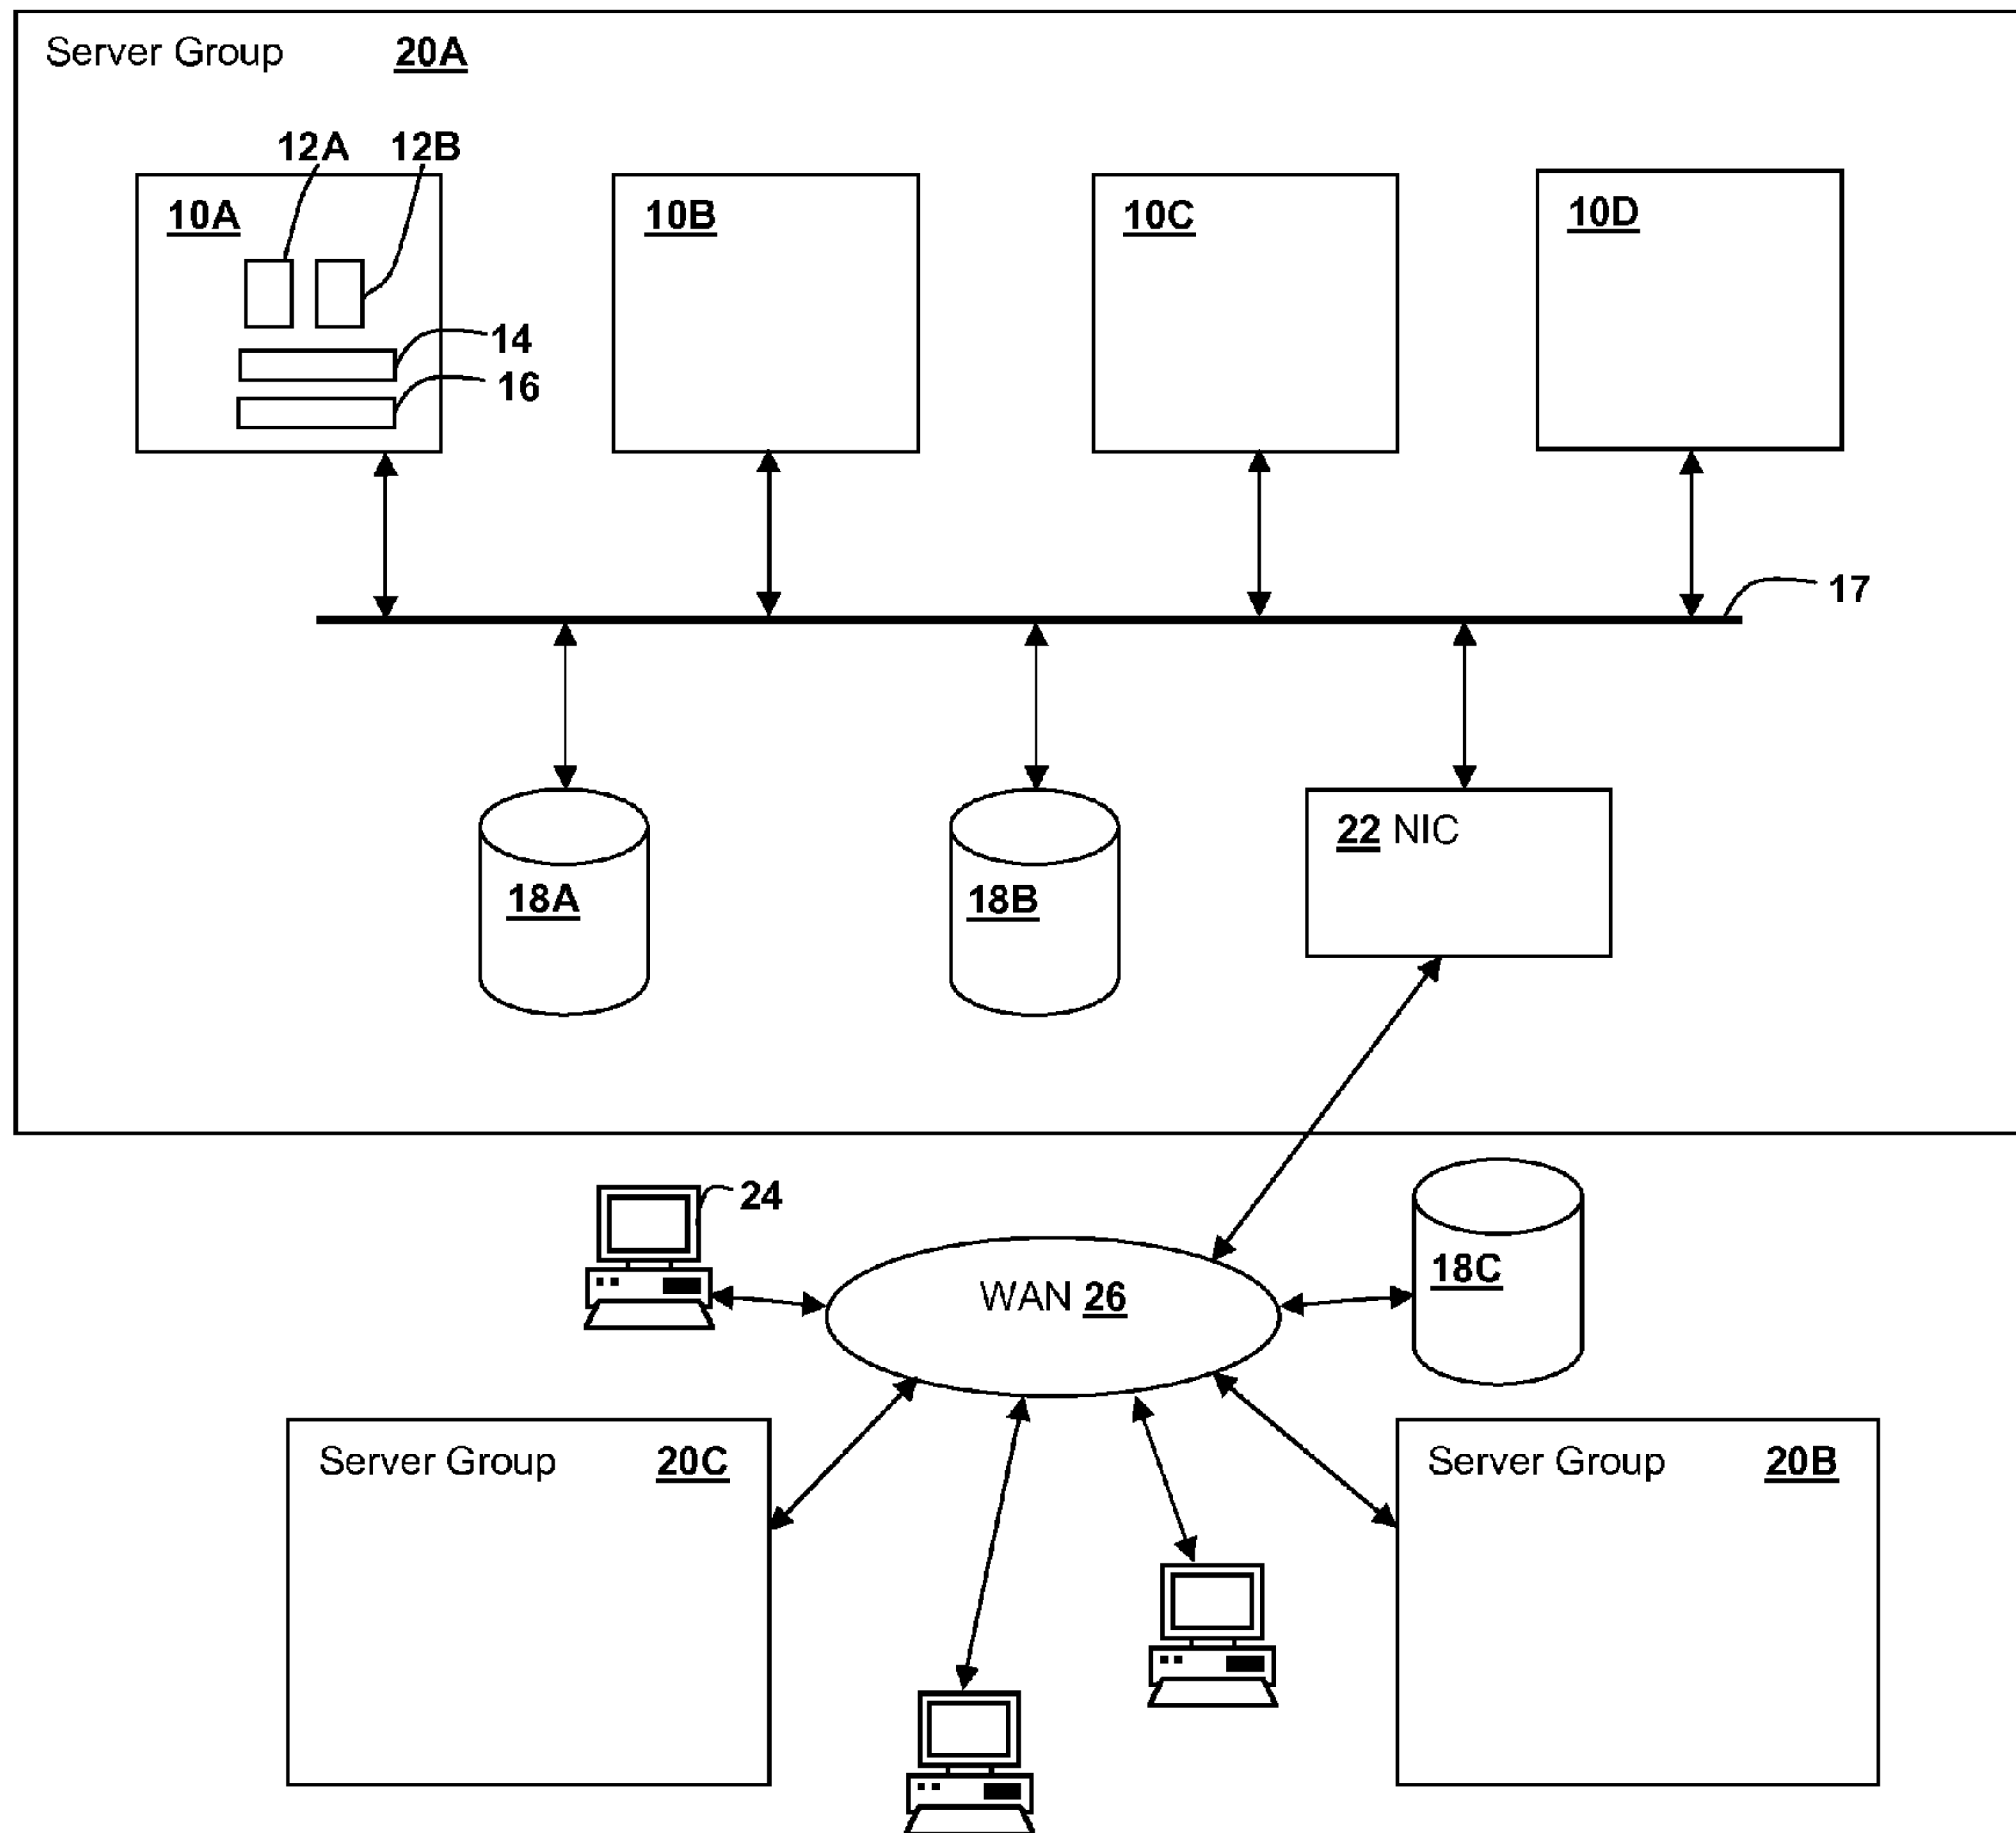 Server Group 20A
12A 12B
10A 10B 10C 10D
14
16
17
18A 18B 22 NIC
24
WAN 26
18C
Server Group 20C
Server Group 20B